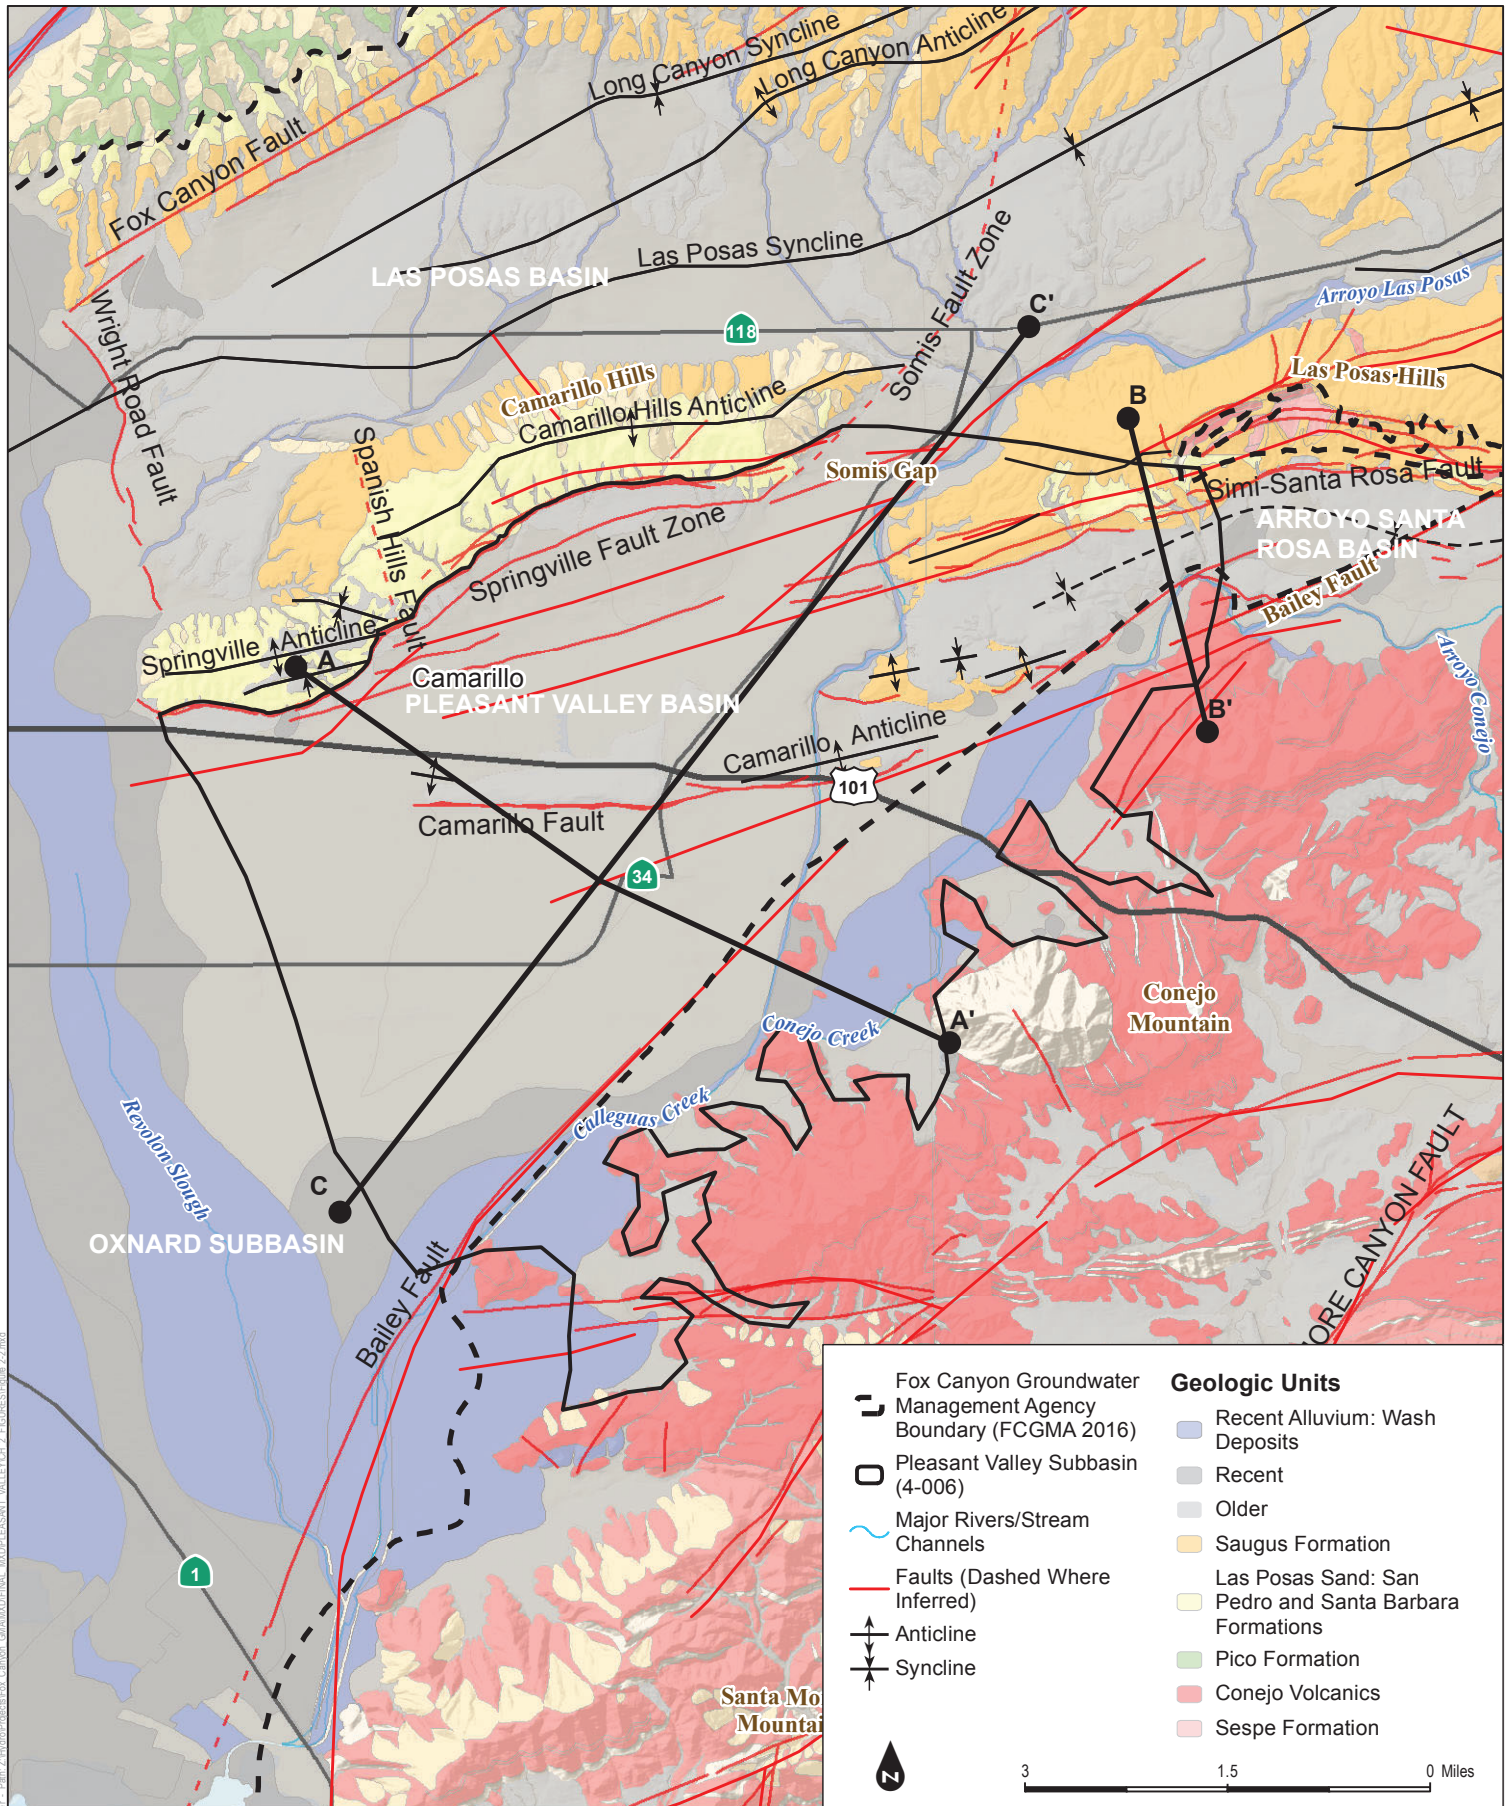 Long Canyon Syncline
Long Canyon Anticline
Fox Canyon Fault
Las Posas Syncline
LAS POSAS BASIN
Somis Fault Zone
C'
Arroyo Las Posas
Wright Road Fault
118
Las Posas Hills
Camarillo Hills
Camarillo Hills Anticline
B
Spanish Hills Fault
Somis Gap
Simi-Santa Rosa Fault
ARROYO SANTA
ROSA BASIN
Springville Fault Zone
Bailey Fault
Springville Anticline
A
Camarillo
PLEASANT VALLEY BASIN
Arroyo Conejo
B'
Camarillo Anticline
101
Camarillo Fault
34
Conejo
Mountain
A'
Conejo Creek
Calleguas Creek
Revolon Slough
C
OXNARD SUBBASIN
Bailey Fault
MORE CANYON FAULT
1
Santa Mo
Mountai
Fox Canyon Groundwater
Management Agency
Boundary (FCGMA 2016)
Pleasant Valley Subbasin
(4-006)
Major Rivers/Stream
Channels
Faults (Dashed Where
Inferred)
Anticline
Syncline
Geologic Units
Recent Alluvium: Wash
Deposits
Recent
Older
Saugus Formation
Las Posas Sand: San
Pedro and Santa Barbara
Formations
Pico Formation
Conejo Volcanics
Sespe Formation
N
3 1.5 0 Miles